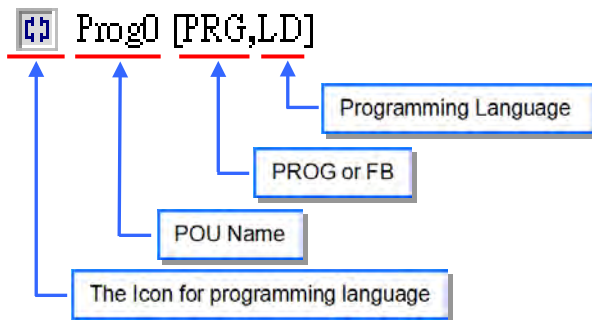 Prog0 [PRG,LD]
Programming Language
PROG or FB
POU Name
The Icon for programming language